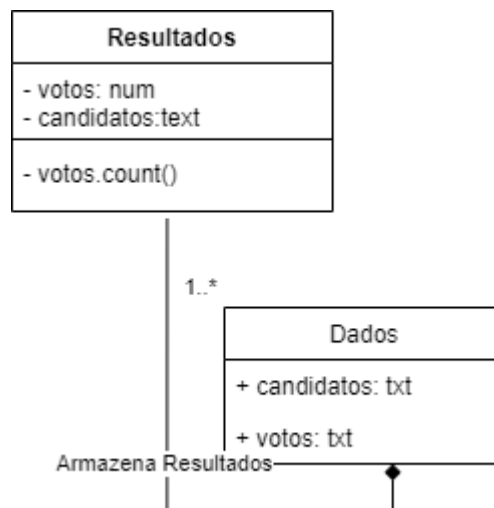 Resultados
- votos: num
- candidatos:text
- votos.count()
1..*
Dados
+ candidatos: txt
+ votos: txt
Armazena Resultados